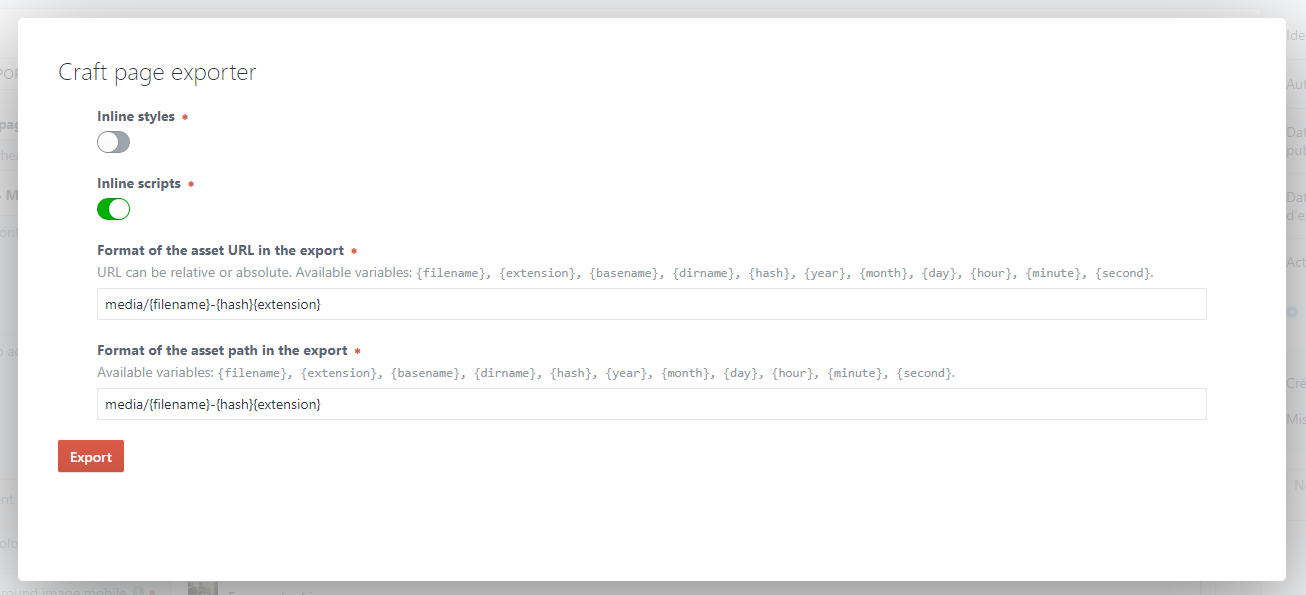 Craft page exporter
Inline styles *
Inline scripts *
Format of the asset URL in the export *
URL can be relative or absolute. Available variables: {filename}, {extension}, {basename}, {dirname}, {hash}, {year}, {month}, {day}, {hour}, {minute}, {second}.
media/{filename}-{hash}{extension}
Format of the asset path in the export *
Available variables: {filename}, {extension}, {basename}, {dirname}, {hash}, {year}, {month}, {day}, {hour}, {minute}, {second}.
media/{filename}-{hash}{extension}
Export